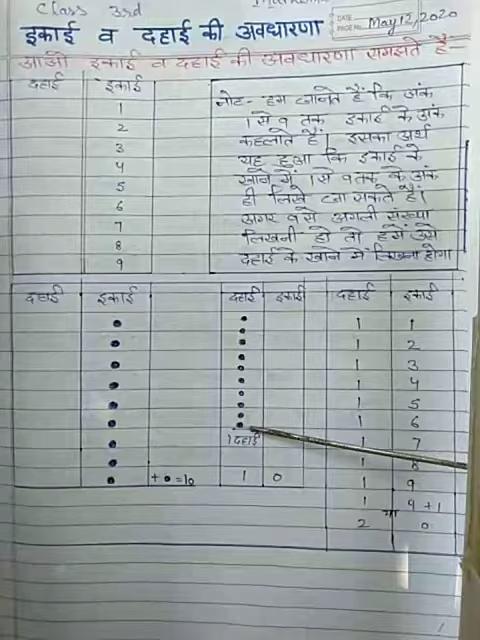 Class 3rd
इकाई व दहाई की अवधारणा
DATE May 12, 2020
PAGE NO.
आओ इकाई व दहाई की अवधारणा समझते हैं-
दहाई इकाई
1
2
3
4
5
6
7
8
9
नोट- हम जानते हैं कि अंक
1 से 9 तक इकाई के अंक
कहलाते हैं। इसका अर्थ
यह हुआ कि इकाई के
खाने में 1 से 9 तक के अंक
ही लिखे जा सकते हैं।
अगर 9 से अगली संख्या
लिखनी हो तो हमें उसे
दहाई के खाने में लिखना होगा
दहाई इकाई
+ ● = 10
दहाई इकाई
1 दहाई
1 0
दहाई इकाई
1 1
1 2
1 3
1 4
1 5
1 6
1 7
1 8
1 9
1 9 + 1
या
2 0